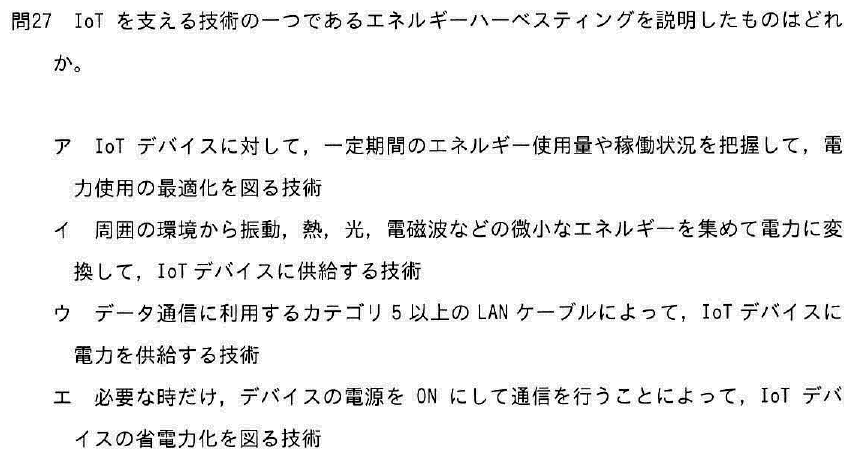 問27 IoT を支える技術の一つであるエネルギーハーベスティングを説明したものはどれ
か。
ア IoT デバイスに対して，一定期間のエネルギー使用量や稼働状況を把握して，電
力使用の最適化を図る技術
イ 周囲の環境から振動，熱，光，電磁波などの微小なエネルギーを集めて電力に変
換して，IoT デバイスに供給する技術
ウ データ通信に利用するカテゴリ 5 以上の LAN ケーブルによって，IoT デバイスに
電力を供給する技術
エ 必要な時だけ，デバイスの電源を ON にして通信を行うことによって，IoT デバ
イスの省電力化を図る技術